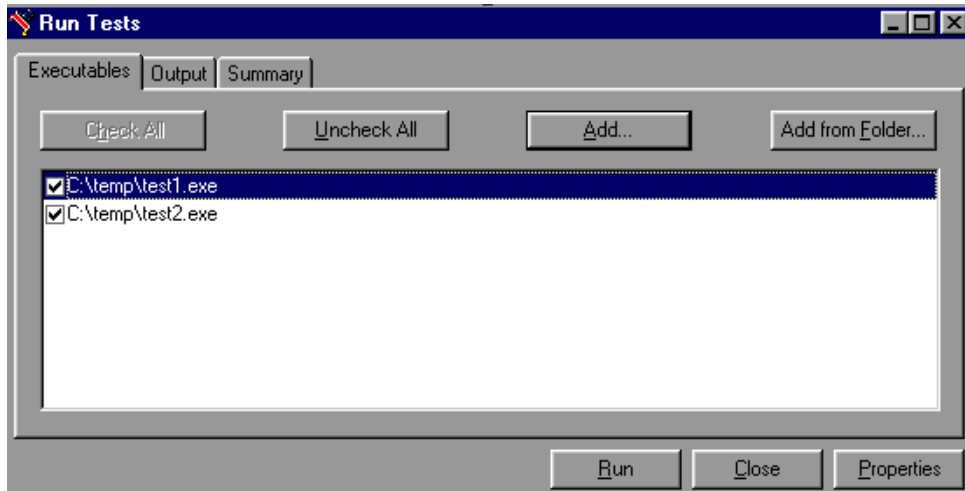 Run Tests
Executables Output Summary
Check All Uncheck All Add... Add from Folder...
C:\temp\test1.exe
C:\temp\test2.exe
Run Close Properties